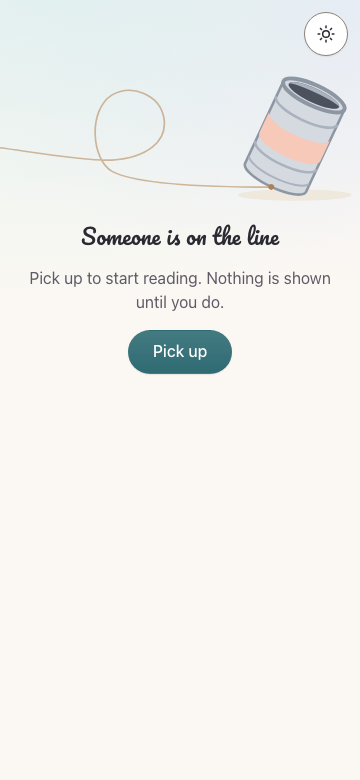 Someone is on the line
Pick up to start reading. Nothing is shown
until you do.
Pick up